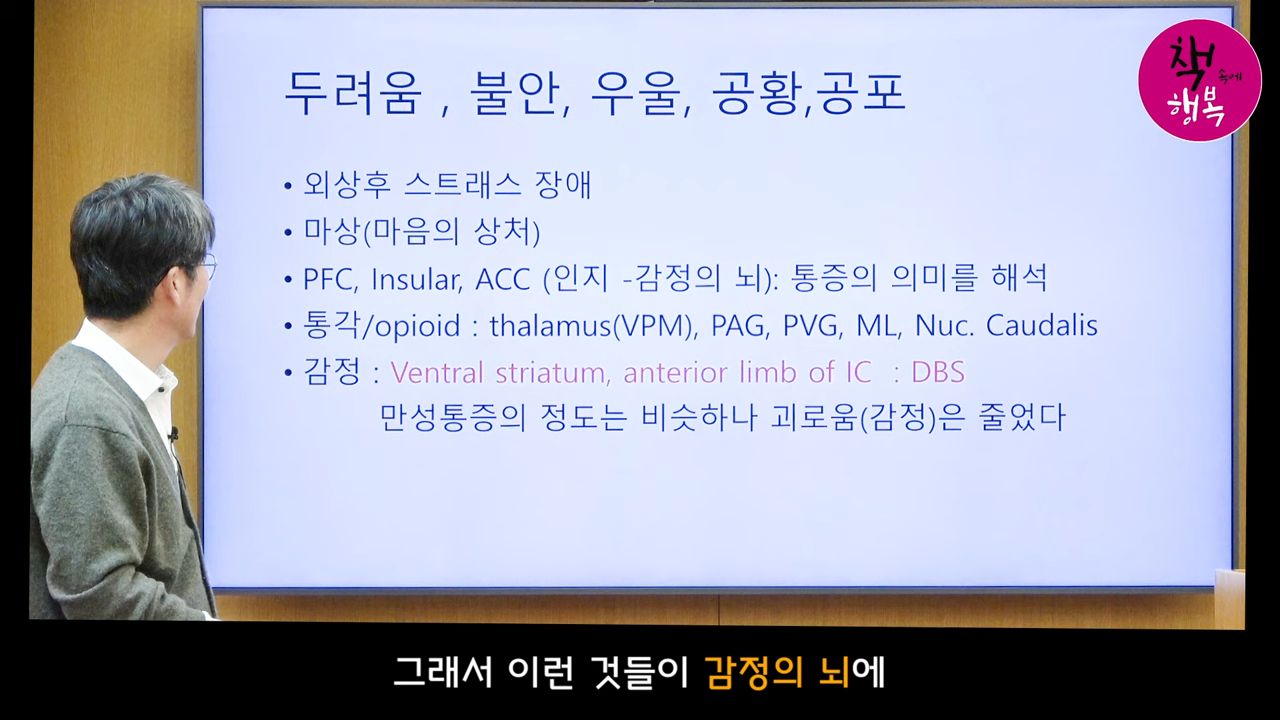 책
속에
행복
두려움 , 불안, 우울, 공황,공포
• 외상후 스트래스 장애
• 마상(마음의 상처)
• PFC, Insular, ACC (인지 -감정의 뇌): 통증의 의미를 해석
• 통각/opioid : thalamus(VPM), PAG, PVG, ML, Nuc. Caudalis
• 감정 : Ventral striatum, anterior limb of IC : DBS
만성통증의 정도는 비슷하나 괴로움(감정)은 줄었다
그래서 이런 것들이 감정의 뇌에